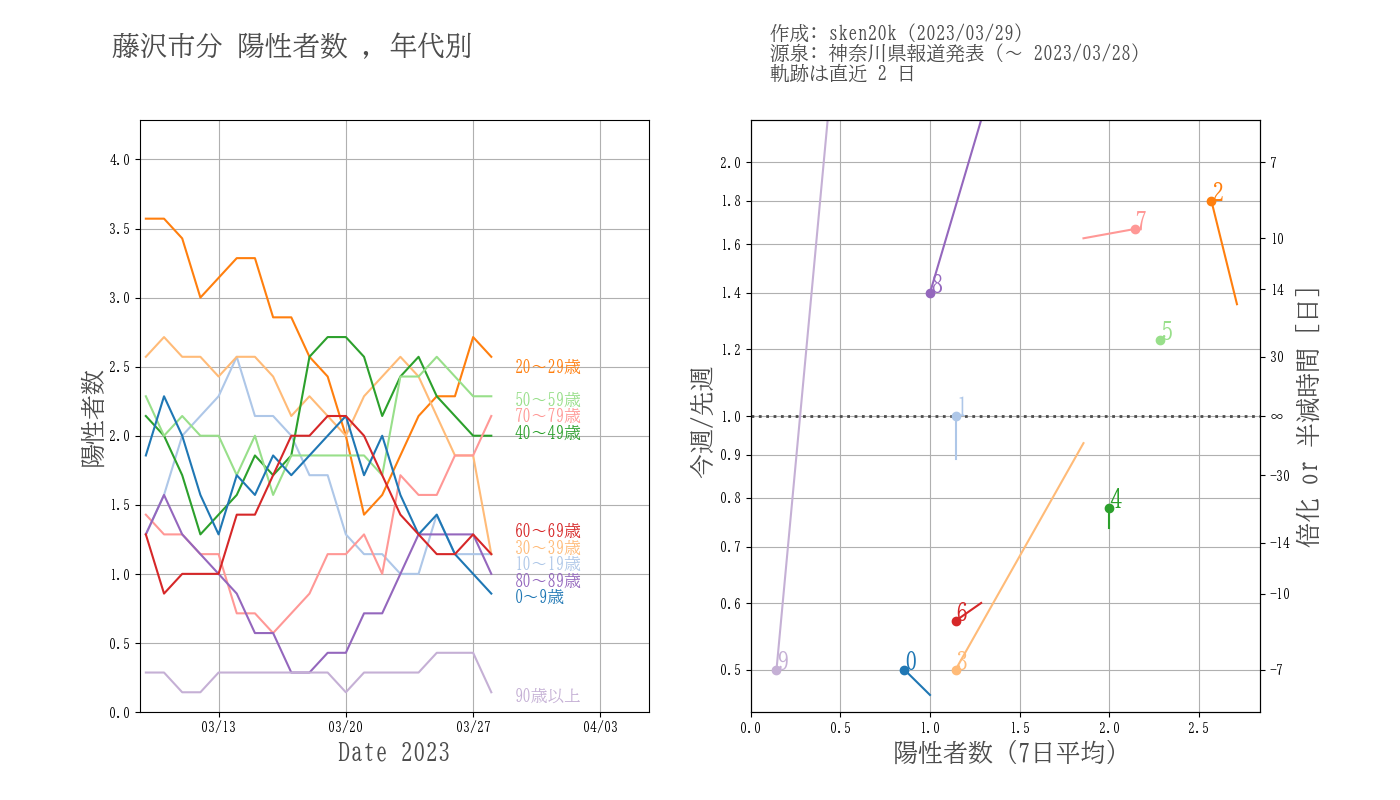 藤沢市分 陽性者数 , 年代別
作成: sken20k (2023/03/29)
源泉: 神奈川県報道発表 (～ 2023/03/28)
軌跡は直近 2 日
陽性者数
4.0
3.5
3.0
2.5
2.0
1.5
1.0
0.5
0.0
03/13
03/20
03/27
04/03
Date 2023
20～29歳
50～59歳
70～79歳
40～49歳
60～69歳
30～39歳
10～19歳
80～89歳
0～9歳
90歳以上
今週/先週
2.0
1.8
1.6
1.4
1.2
1.0
0.9
0.8
0.7
0.6
0.5
2
7
8
5
1
4
6
9
0
3
0.0
0.5
1.0
1.5
2.0
2.5
陽性者数 (7日平均)
7
10
14
30
∞
−30
−14
−10
−7
倍化 or 半減時間 [日]